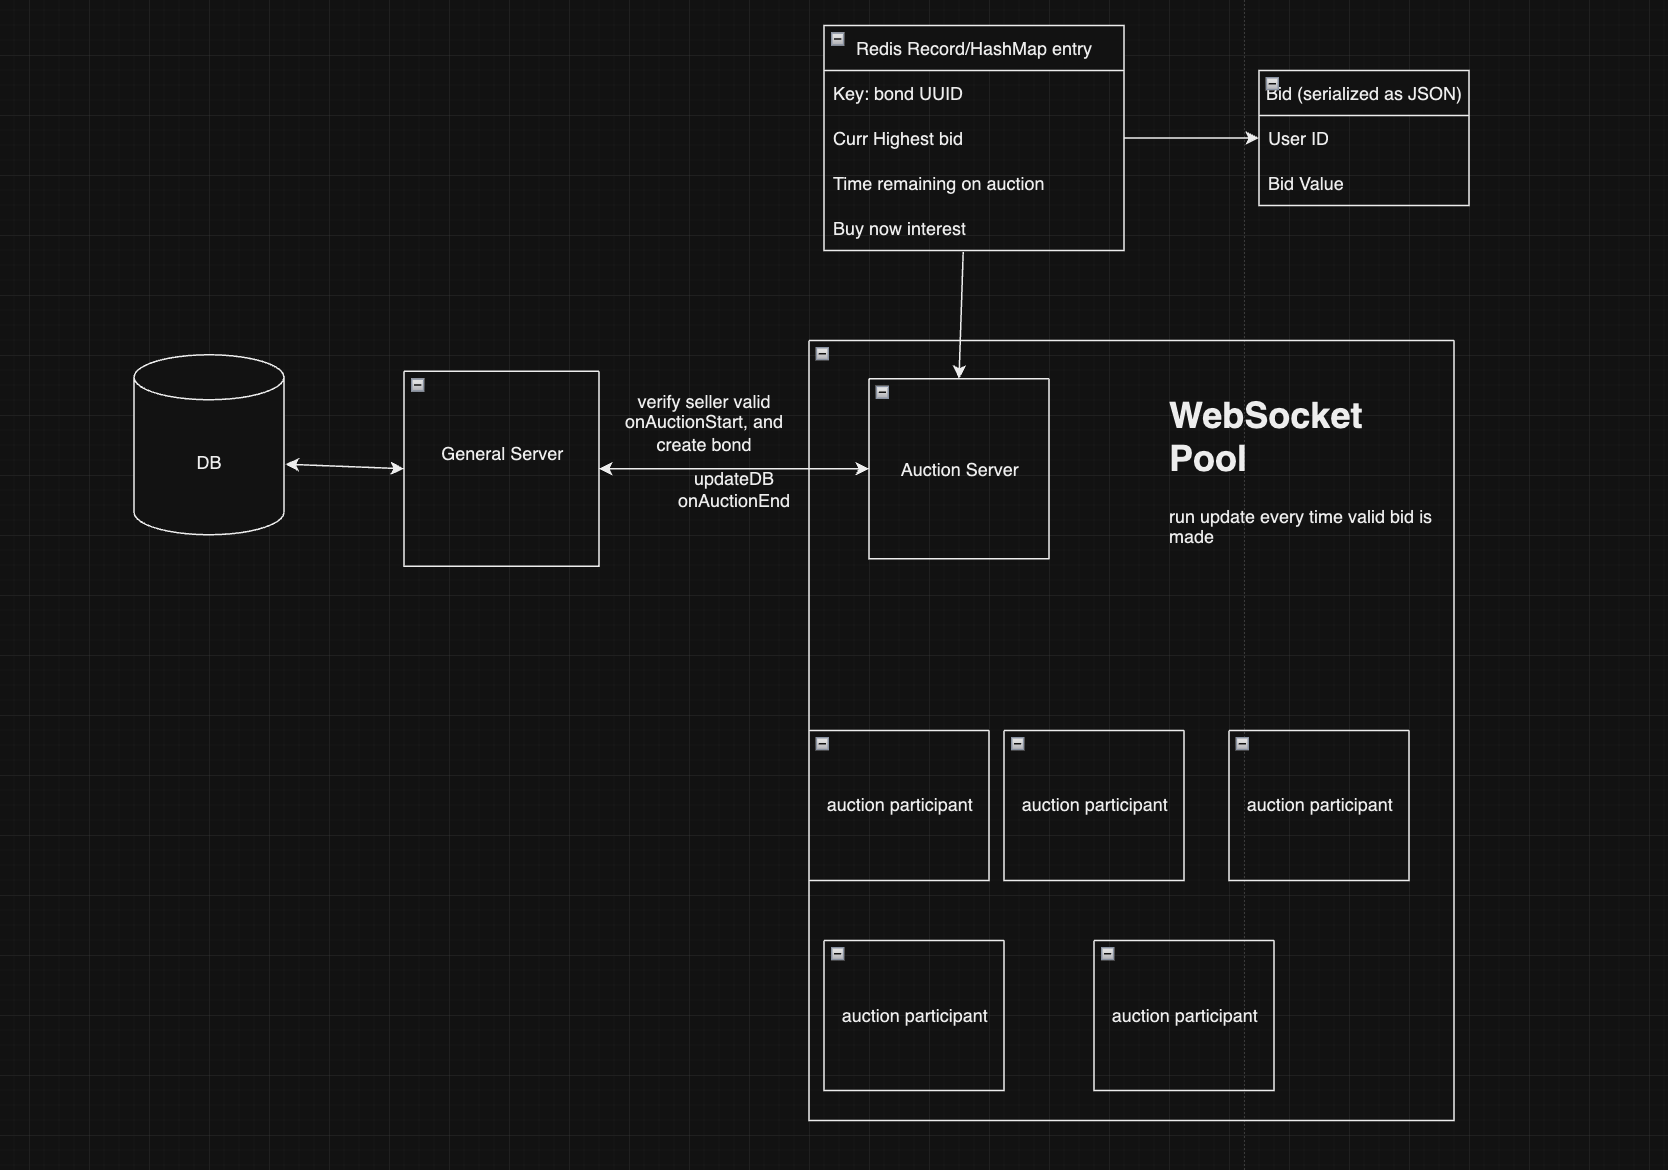 Redis Record/HashMap entry
Key: bond UUID
Curr Highest bid
Time remaining on auction
Buy now interest
Bid (serialized as JSON)
User ID
Bid Value
DB
General Server
verify seller valid
onAuctionStart, and
create bond
updateDB
onAuctionEnd
Auction Server
WebSocket
Pool
run update every time valid bid is
made
auction participant
auction participant
auction participant
auction participant
auction participant